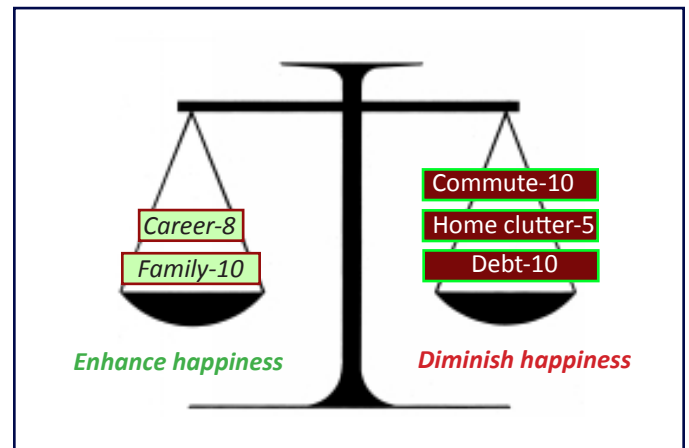 Career-8
Family-10
Enhance happiness
Commute-10
Home clutter-5
Debt-10
Diminish happiness